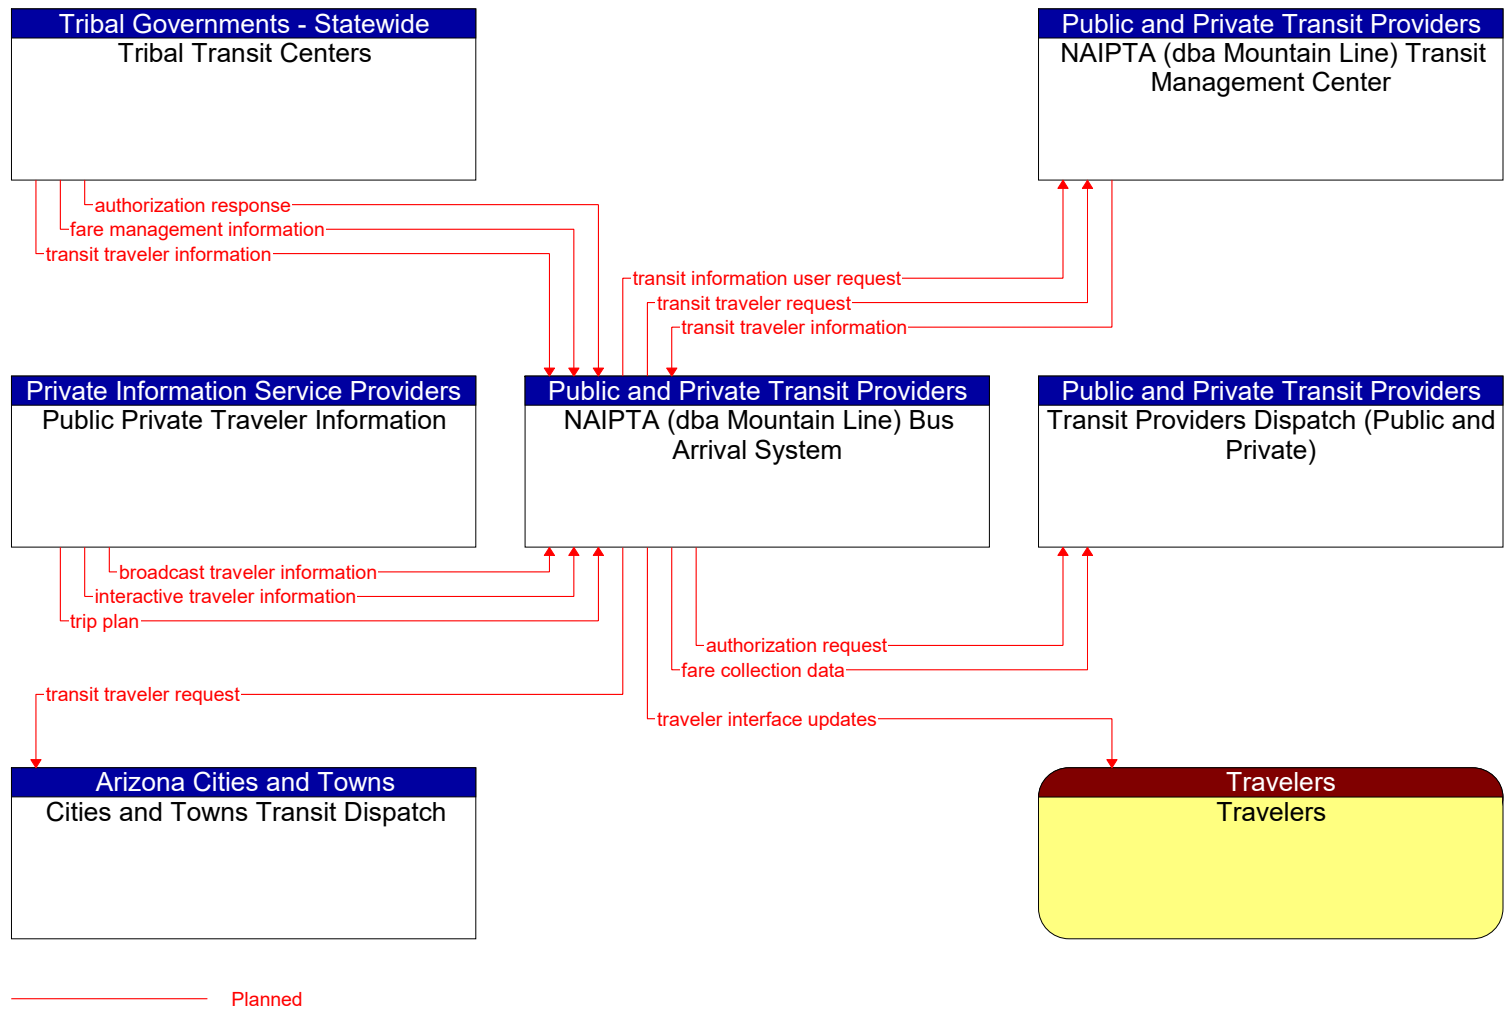 Tribal Governments - Statewide
Tribal Transit Centers
Public and Private Transit Providers
NAIPTA (dba Mountain Line) Transit
Management Center
authorization response
fare management information
transit traveler information
transit information user request
transit traveler request
transit traveler information
Private Information Service Providers
Public Private Traveler Information
Public and Private Transit Providers
NAIPTA (dba Mountain Line) Bus
Arrival System
Public and Private Transit Providers
Transit Providers Dispatch (Public and
Private)
broadcast traveler information
interactive traveler information
trip plan
authorization request
fare collection data
transit traveler request
traveler interface updates
Arizona Cities and Towns
Cities and Towns Transit Dispatch
Travelers
Travelers
Planned